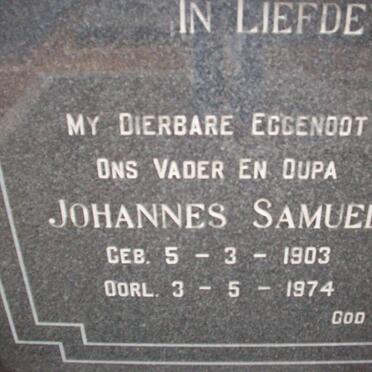 IN LIEFDE
MY DIERBARE EGGENOOT
ONS VADER EN OUPA
JOHANNES SAMUEL
GEB. 5 - 3 - 1903
OORL. 3 - 5 - 1974
GOD